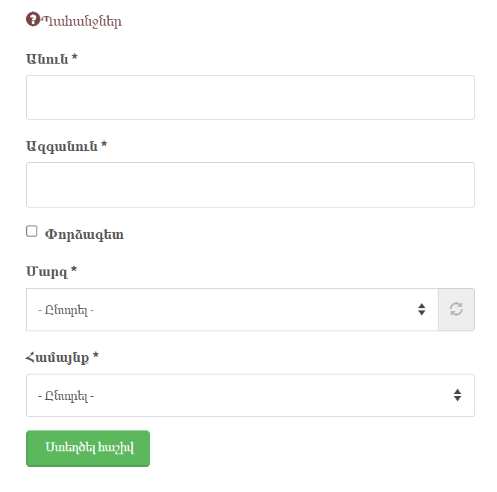 Պահանջներ
Անուն *
Ազգանուն *
Փորձագետ
Մարզ *
- Ընտրել -
Համայնք *
- Ընտրել -
Ստեղծել հաշիվ